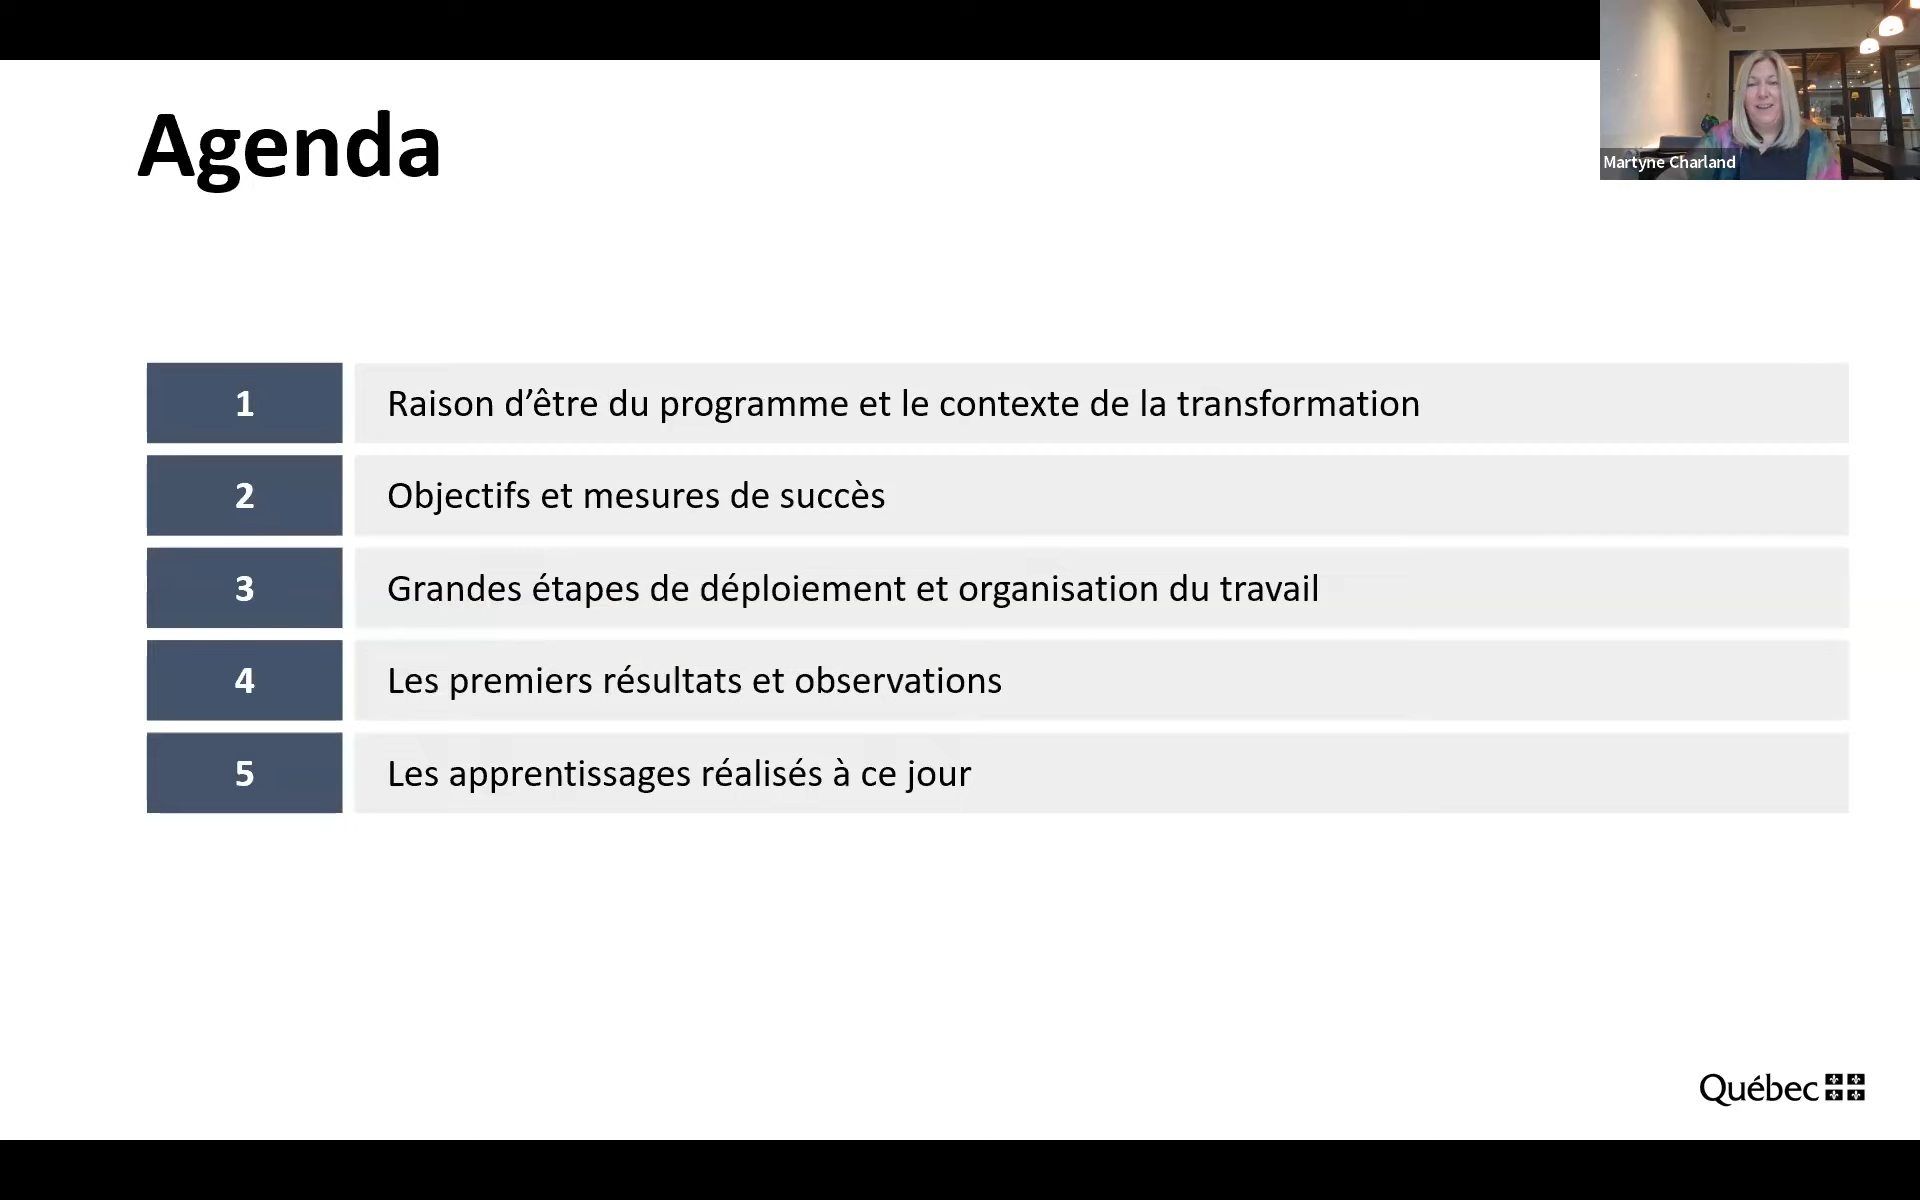 Martyne Charland
Agenda
1 Raison d’être du programme et le contexte de la transformation
2 Objectifs et mesures de succès
3 Grandes étapes de déploiement et organisation du travail
4 Les premiers résultats et observations
5 Les apprentissages réalisés à ce jour
Québec